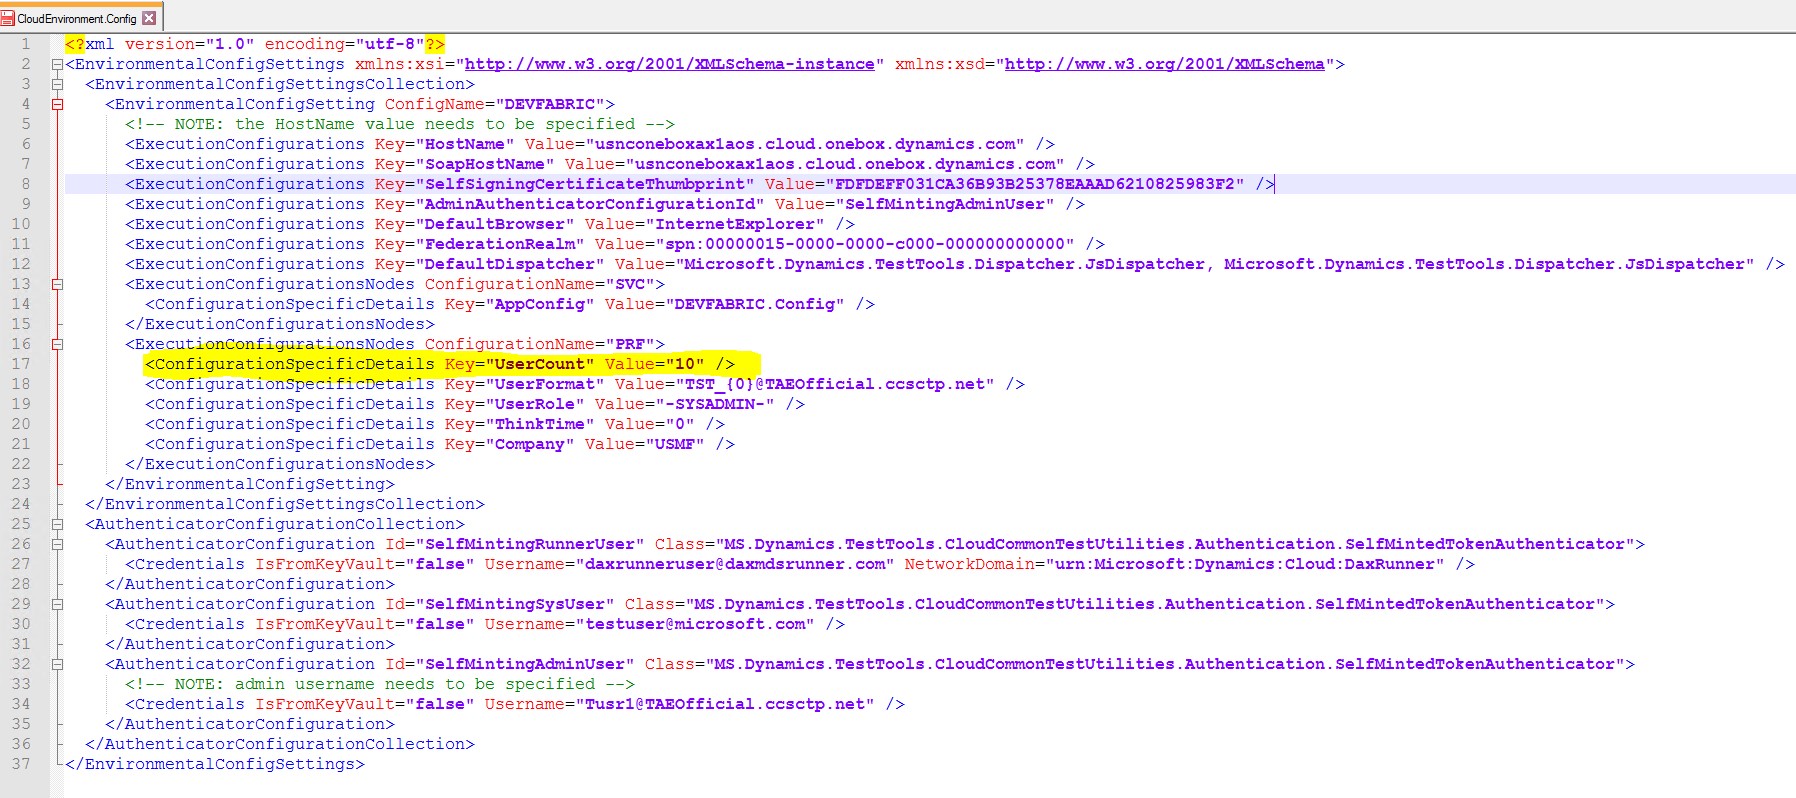 CloudEnvironment.Config
1 <?xml version="1.0" encoding="utf-8"?>
2 <EnvironmentalConfigSettings xmlns:xsi="http://www.w3.org/2001/XMLSchema-instance" xmlns:xsd="http://www.w3.org/2001/XMLSchema">
3 <EnvironmentalConfigSettingsCollection>
4 <EnvironmentalConfigSetting ConfigName="DEVFABRIC">
5 <!-- NOTE: the HostName value needs to be specified -->
6 <ExecutionConfigurations Key="HostName" Value="usnconeboxax1aos.cloud.onebox.dynamics.com" />
7 <ExecutionConfigurations Key="SoapHostName" Value="usnconeboxax1aos.cloud.onebox.dynamics.com" />
8 <ExecutionConfigurations Key="SelfSigningCertificateThumbprint" Value="FDFDEFF031CA36B93B25378EAAAD6210825983F2" />
9 <ExecutionConfigurations Key="AdminAuthenticatorConfigurationId" Value="SelfMintingAdminUser" />
10 <ExecutionConfigurations Key="DefaultBrowser" Value="InternetExplorer" />
11 <ExecutionConfigurations Key="FederationRealm" Value="spn:00000015-0000-0000-c000-000000000000" />
12 <ExecutionConfigurations Key="DefaultDispatcher" Value="Microsoft.Dynamics.TestTools.Dispatcher.JsDispatcher, Microsoft.Dynamics.TestTools.Dispatcher.JsDispatcher" />
13 <ExecutionConfigurationsNodes ConfigurationName="SVC">
14 <ConfigurationSpecificDetails Key="AppConfig" Value="DEVFABRIC.Config" />
15 </ExecutionConfigurationsNodes>
16 <ExecutionConfigurationsNodes ConfigurationName="PRF">
17 <ConfigurationSpecificDetails Key="UserCount" Value="10" />
18 <ConfigurationSpecificDetails Key="UserFormat" Value="TST_{0}@TAEOfficial.ccsctp.net" />
19 <ConfigurationSpecificDetails Key="UserRole" Value="-SYSADMIN-" />
20 <ConfigurationSpecificDetails Key="ThinkTime" Value="0" />
21 <ConfigurationSpecificDetails Key="Company" Value="USMF" />
22 </ExecutionConfigurationsNodes>
23 </EnvironmentalConfigSetting>
24 </EnvironmentalConfigSettingsCollection>
25 <AuthenticatorConfigurationCollection>
26 <AuthenticatorConfiguration Id="SelfMintingRunnerUser" Class="MS.Dynamics.TestTools.CloudCommonTestUtilities.Authentication.SelfMintedTokenAuthenticator">
27 <Credentials IsFromKeyVault="false" Username="daxrunneruser@daxmdsrunner.com" NetworkDomain="urn:Microsoft:Dynamics:Cloud:DaxRunner" />
28 </AuthenticatorConfiguration>
29 <AuthenticatorConfiguration Id="SelfMintingSysUser" Class="MS.Dynamics.TestTools.CloudCommonTestUtilities.Authentication.SelfMintedTokenAuthenticator">
30 <Credentials IsFromKeyVault="false" Username="testuser@microsoft.com" />
31 </AuthenticatorConfiguration>
32 <AuthenticatorConfiguration Id="SelfMintingAdminUser" Class="MS.Dynamics.TestTools.CloudCommonTestUtilities.Authentication.SelfMintedTokenAuthenticator">
33 <!-- NOTE: admin username needs to be specified -->
34 <Credentials IsFromKeyVault="false" Username="Tusr1@TAEOfficial.ccsctp.net" />
35 </AuthenticatorConfiguration>
36 </AuthenticatorConfigurationCollection>
37 </EnvironmentalConfigSettings>